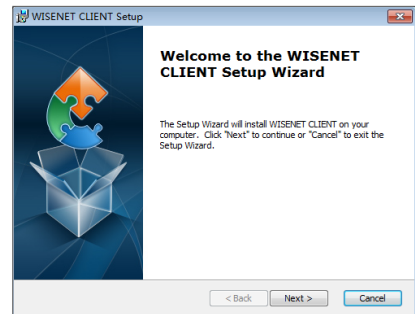 WISENET CLIENT Setup
Welcome to the WISENET
CLIENT Setup Wizard
The Setup Wizard will install WISENET CLIENT on your
computer. Click "Next" to continue or "Cancel" to exit the
Setup Wizard.
< Back
Next >
Cancel